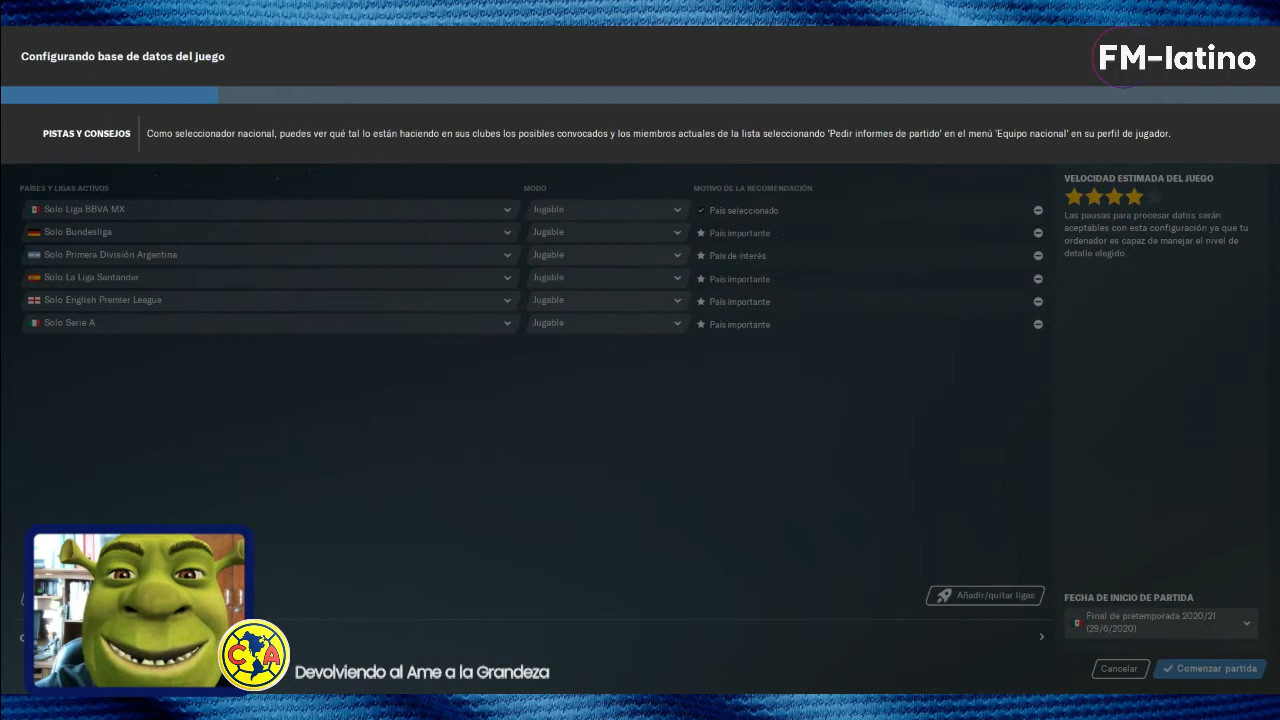 Configurando base de datos del juego
FM-latino
PISTAS Y CONSEJOS
Como seleccionador nacional, puedes ver qué tal lo están haciendo en sus clubes los posibles convocados y los miembros actuales de la lista seleccionando 'Pedir informes de partido' en el menú 'Equipo nacional' en su perfil de jugador.
PAÍSES Y LIGAS ACTIVOS MODO MOTIVO DE LA RECOMENDACIÓN
Solo Liga BBVA MX Jugable País seleccionado
Solo Bundesliga Jugable País importante
Solo Primera División Argentina Jugable País de interés
Solo La Liga Santander Jugable País importante
Solo English Premier League Jugable País importante
Solo Serie A Jugable País importante
VELOCIDAD ESTIMADA DEL JUEGO
Las pausas para procesar datos serán
aceptables con esta configuración ya que tu
ordenador es capaz de manejar el nivel de
detalle elegido.
Añadir/quitar ligas
FECHA DE INICIO DE PARTIDA
Final de pretemporada 2020/21
(29/6/2020)
Cancelar
Comenzar partida
CA
Devolviendo al Ame a la Grandeza